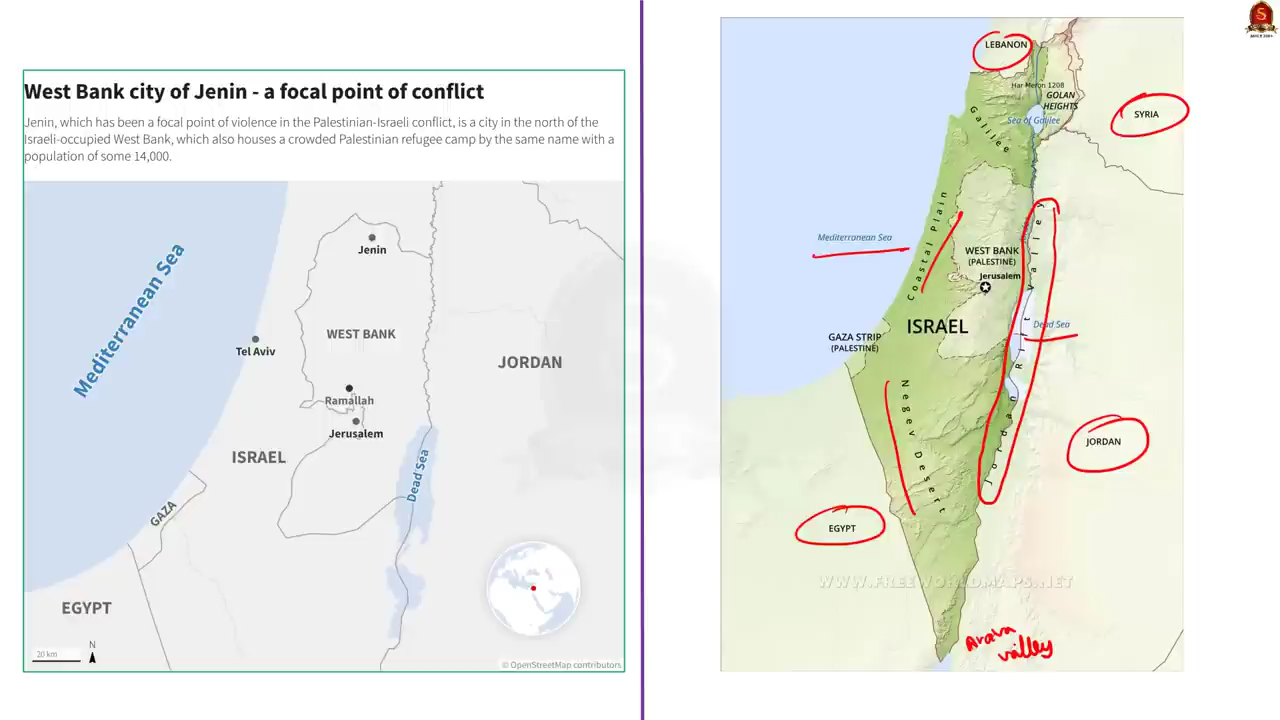 West Bank city of Jenin - a focal point of conflict
Jenin, which has been a focal point of violence in the Palestinian-Israeli conflict, is a city in the north of the
Israeli-occupied West Bank, which also houses a crowded Palestinian refugee camp by the same name with a
population of some 14,000.
Mediterranean Sea
Jenin
WEST BANK
Tel Aviv
JORDAN
Ramallah
Jerusalem
ISRAEL
Dead Sea
GAZA
EGYPT
20 km
N
© OpenStreetMap contributors
LEBANON
Har Meron 1208
GOLAN
HEIGHTS
SYRIA
Sea of Galilee
Galilee
Mediterranean Sea
Coastal Plain
WEST BANK
(PALESTINE)
Jerusalem
ISRAEL
Dead Sea
GAZA STRIP
(PALESTINE)
Jordan Rift Valley
Negev Desert
JORDAN
EGYPT
WWW.FREEWORLDMAPS.NET
Arava
valley
S